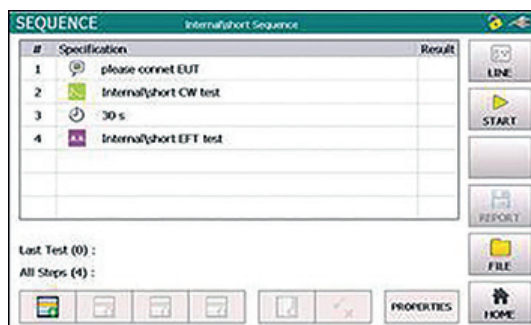 SEQUENCE
Internal\short Sequence
# Specification Result
1 please connet EUT
2 Internal\short CW test
3 30 s
4 Internal\short EFT test
Last Test (0) :
All Steps (4) :
LINE
START
REPORT
FILE
HOME
PROPERTIES